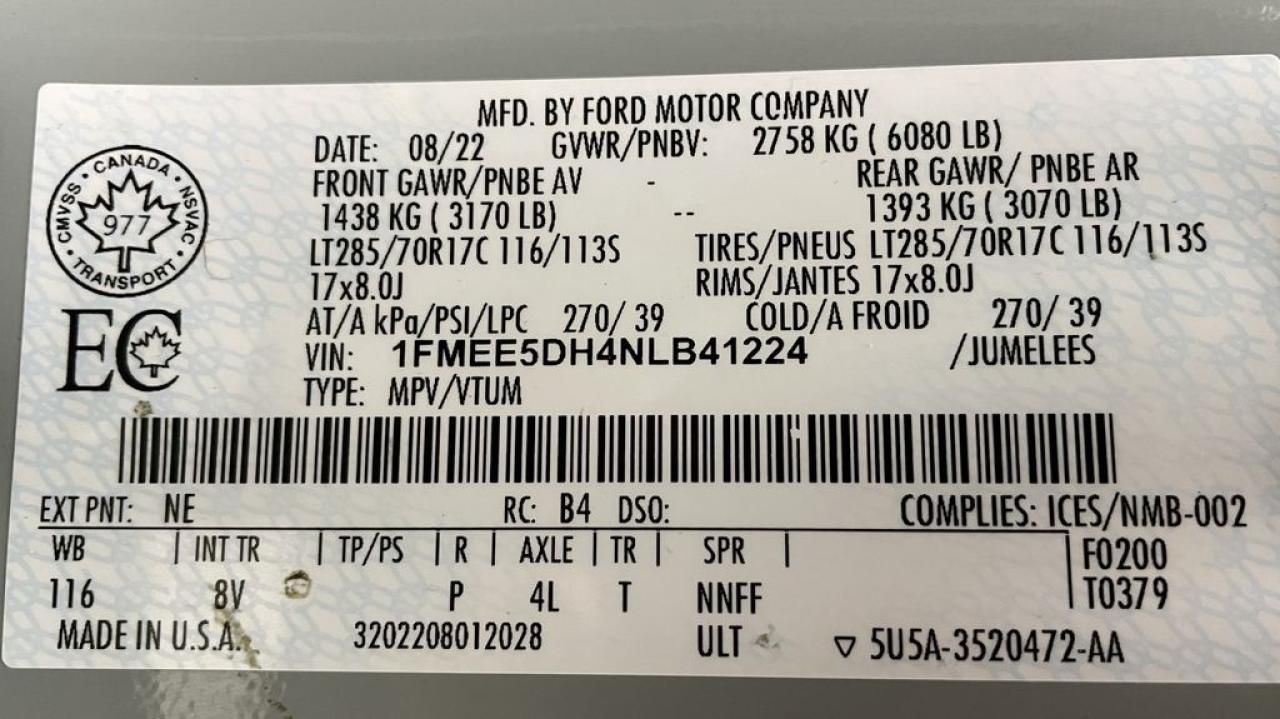 MFD. BY FORD MOTOR COMPANY
DATE: 08/22 GVWR/PNBV: 2758 KG ( 6080 LB)
FRONT GAWR/PNBE AV - REAR GAWR/ PNBE AR
1438 KG ( 3170 LB) -- 1393 KG ( 3070 LB)
LT285/70R17C 116/113S TIRES/PNEUS LT285/70R17C 116/113S
17x8.0J RIMS/JANTES 17x8.0J
AT/A kPa/PSI/LPC 270/ 39 COLD/A FROID 270/ 39
VIN: 1FMEE5DH4NLB41224 /JUMELEES
TYPE: MPV/VTUM
CANADA
CMVSS • NSVAC
977
TRANSPORT
EC
EXT PNT: NE RC: B4 DSO: COMPLIES: ICES/NMB-002
WB | INT TR | TP/PS | R | AXLE | TR | SPR | F0200
116 8V P 4L T NNFF T0379
MADE IN U.S.A. 3202208012028 ULT ▽ 5U5A-3520472-AA